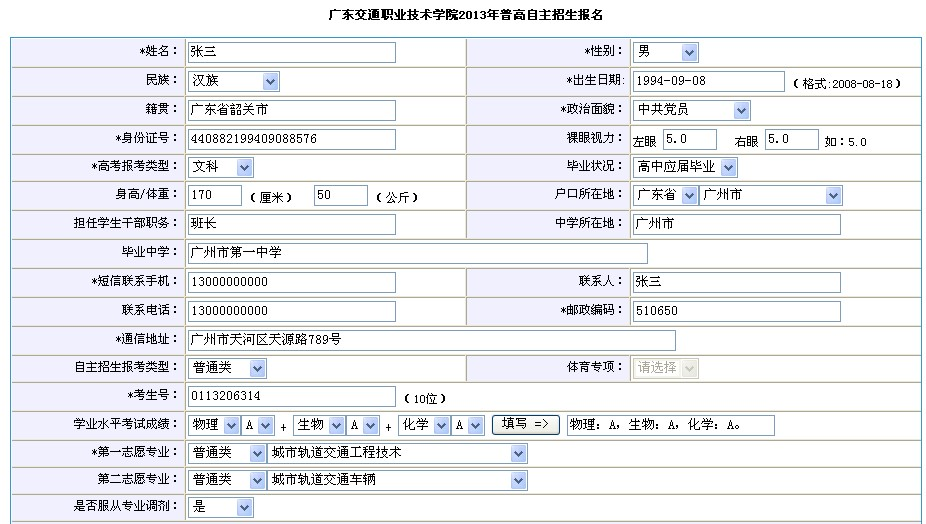 广东交通职业技术学院2013年普高自主招生报名
*姓名： 张三 *性别： 男
民族： 汉族 *出生日期: 1994-09-08 （格式:2008-08-18）
籍贯： 广东省韶关市 *政治面貌： 中共党员
*身份证号： 440882199409088576 裸眼视力： 左眼 5.0 右眼 5.0 如：5.0
*高考报考类型： 文科 毕业状况： 高中应届毕业
身高/体重： 170 （厘米） 50 （公斤） 户口所在地： 广东省 广州市
担任学生干部职务： 班长 中学所在地： 广州市
毕业中学： 广州市第一中学
*短信联系手机： 13000000000 联系人： 张三
联系电话： 13000000000 *邮政编码： 510650
*通信地址： 广州市天河区天源路789号
自主招生报考类型： 普通类 体育专项： 请选择
*考生号： 0113206314 （10位）
学业水平考试成绩： 物理 A + 生物 A + 化学 A 填写 => 物理：A，生物：A，化学：A。
*第一志愿专业： 普通类 城市轨道交通工程技术
第二志愿专业： 普通类 城市轨道交通车辆
是否服从专业调剂： 是